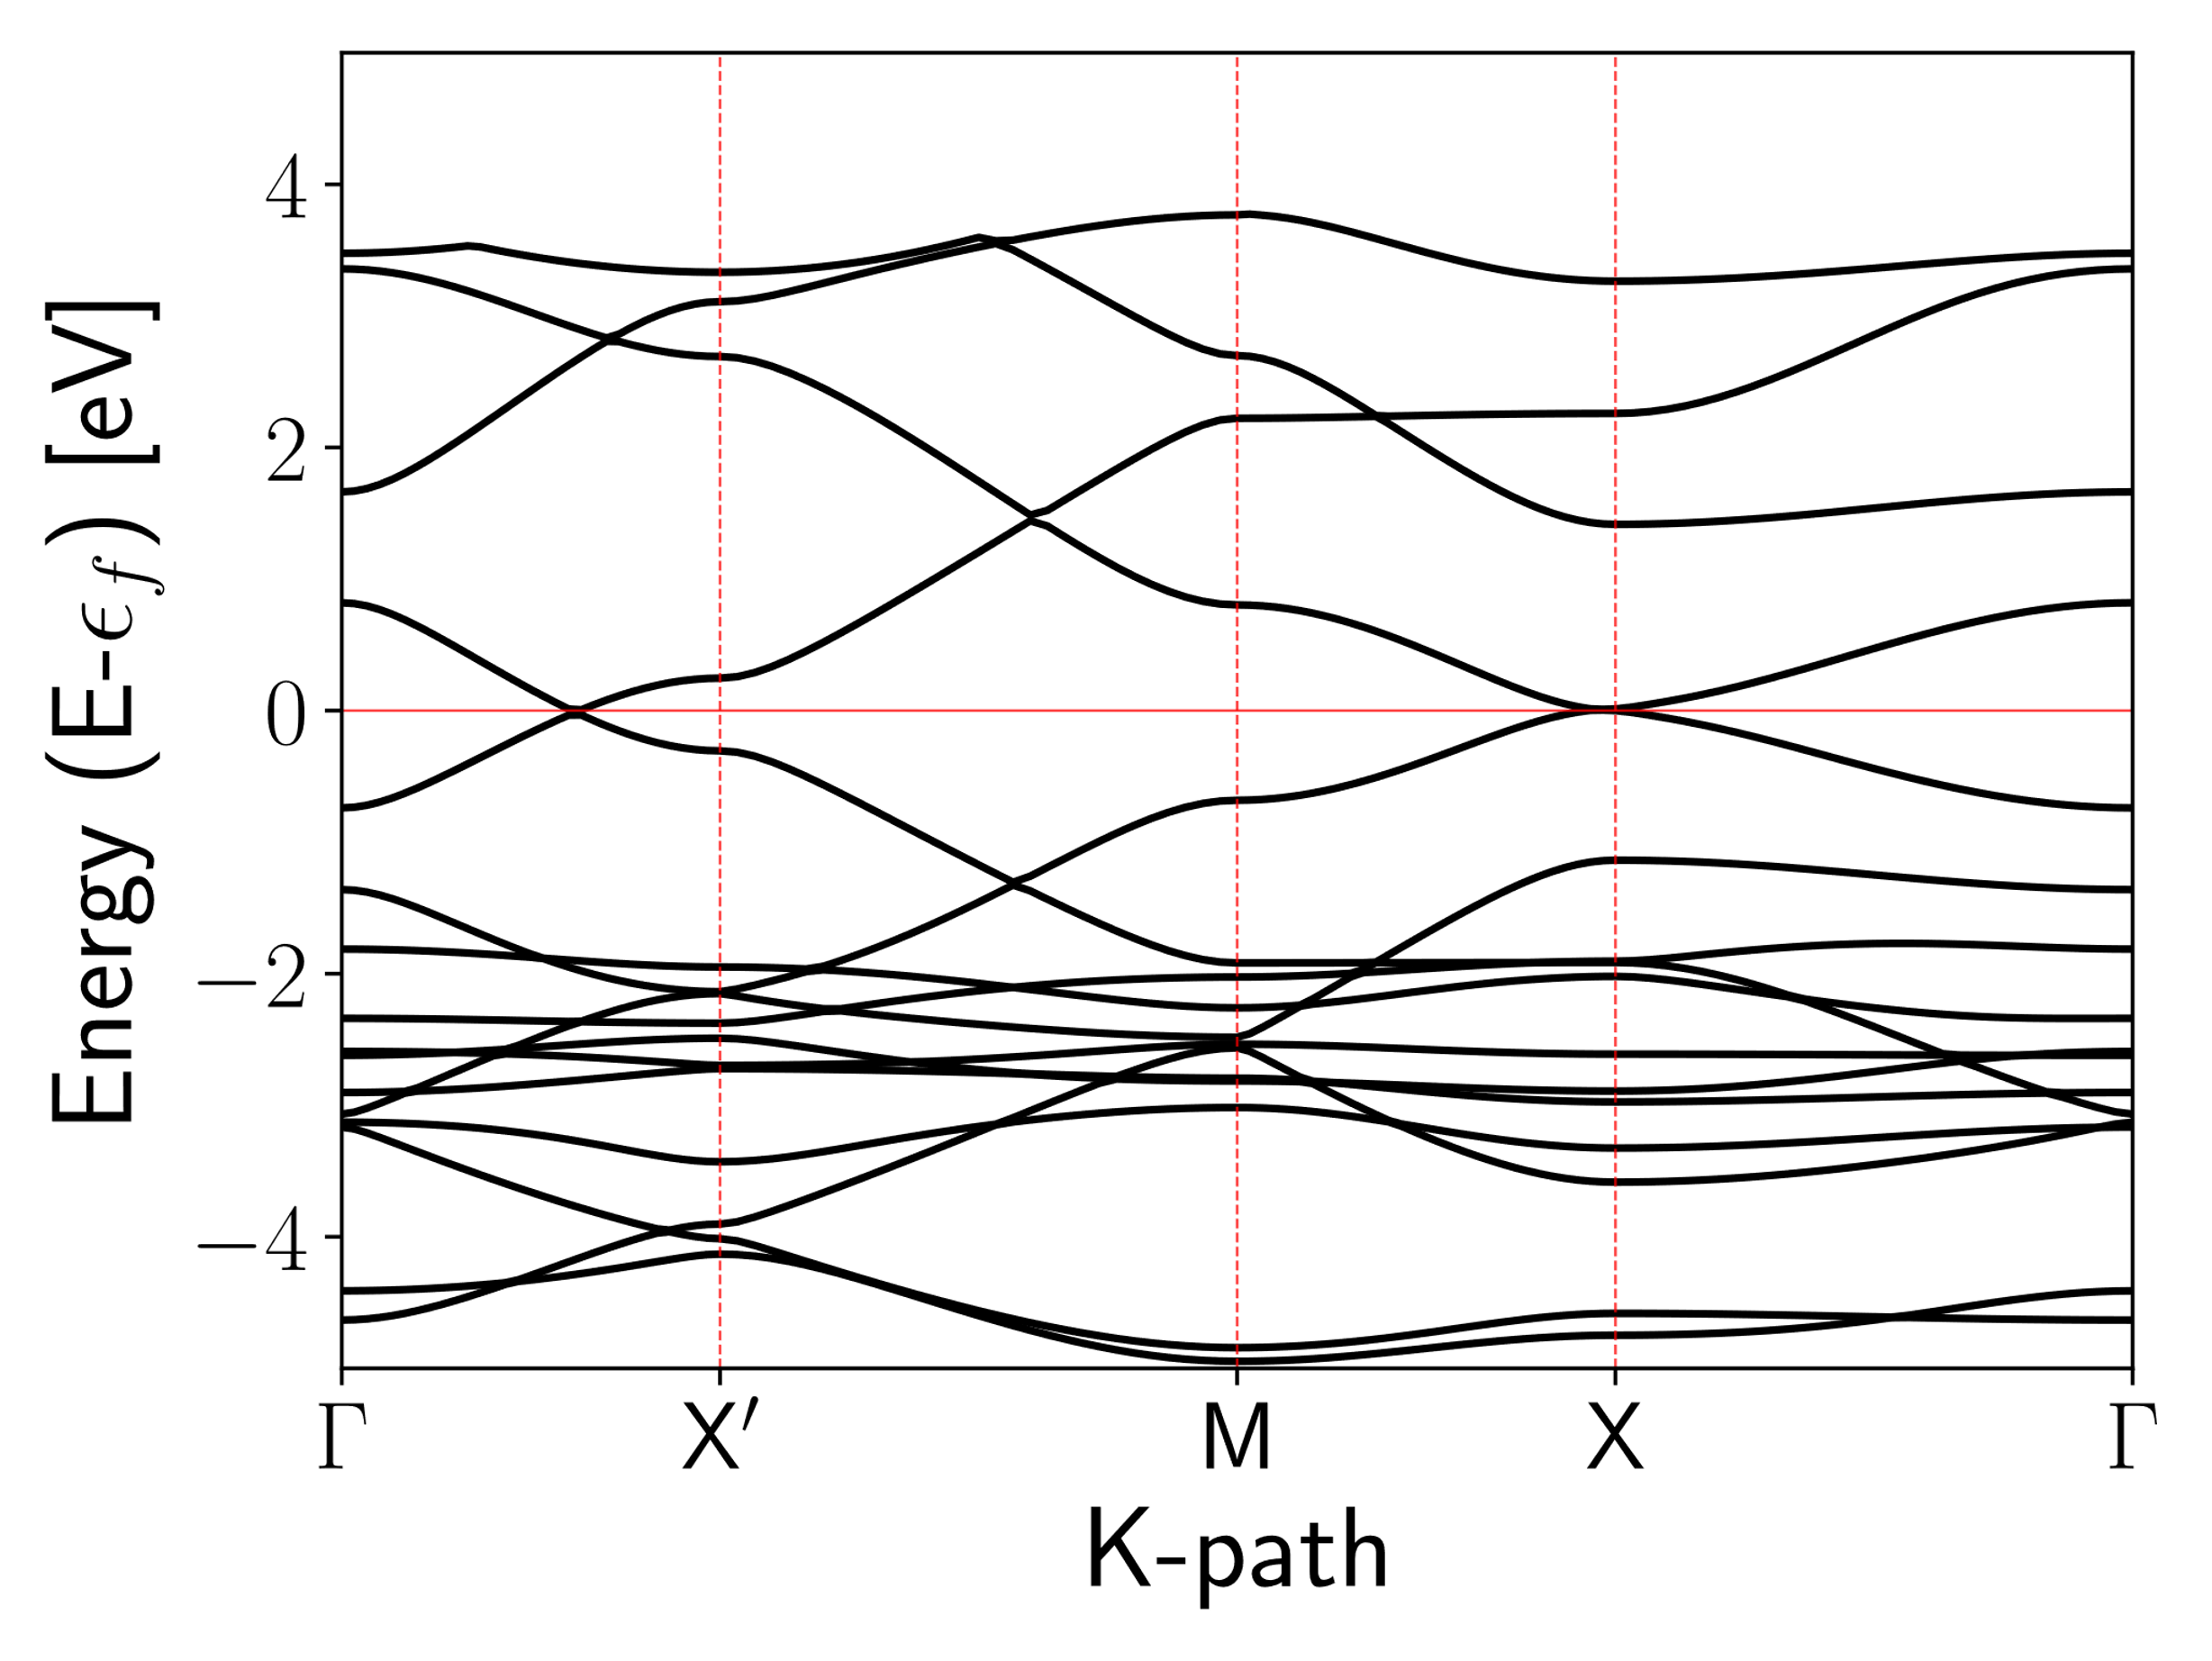 Energy (E-ϵ_f) [eV]
4
2
0
−2
−4
Γ X′ M X Γ
K-path